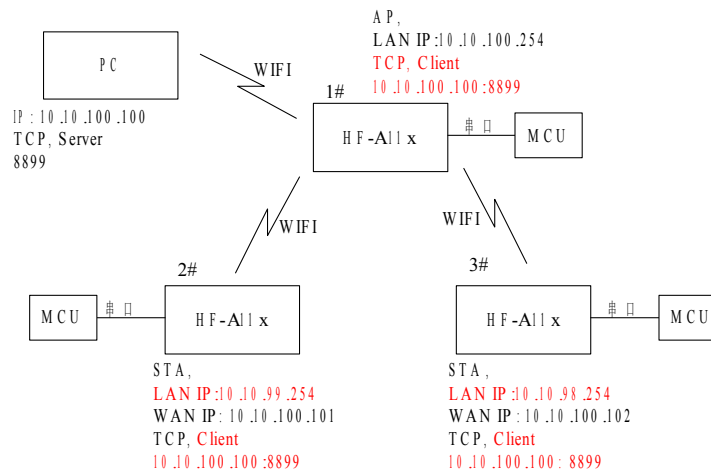 PC
WIFI
IP: 10.10.100.100
TCP, Server
8899
AP,
LAN IP:10.10.100.254
TCP, Client
10.10.100.100:8899
1#
HF-A11x
串口
MCU
WIFI
WIFI
2#
MCU
串口
HF-A11x
STA,
LAN IP:10.10.99.254
WAN IP: 10.10.100.101
TCP, Client
10.10.100.100:8899
3#
HF-A11x
串口
MCU
STA,
LAN IP:10.10.98.254
WAN IP: 10.10.100.102
TCP, Client
10.10.100.100: 8899